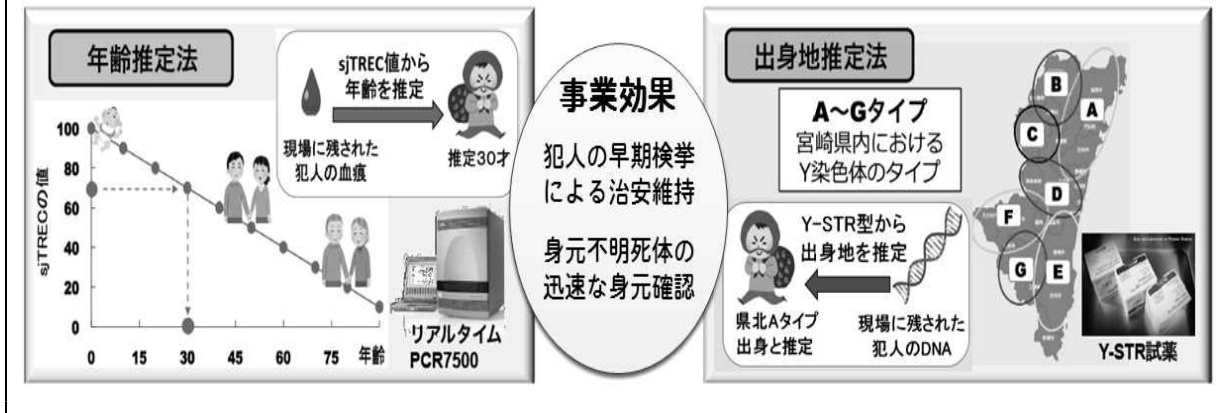 年齢推定法
sjTREC値から
年齢を推定
現場に残された
犯人の血痕
推定30才
sjTRECの値
100
80
60
40
20
0
0
15
30
45
60
75
年齢
リアルタイム
PCR7500
事業効果
犯人の早期検挙
による治安維持
身元不明死体の
迅速な身元確認
出身地推定法
A～Gタイプ
宮崎県内における
Y染色体のタイプ
Y-STR型から
出身地を推定
県北Aタイプ
出身と推定
現場に残された
犯人のDNA
B
A
C
D
F
G
E
Y-STR試薬